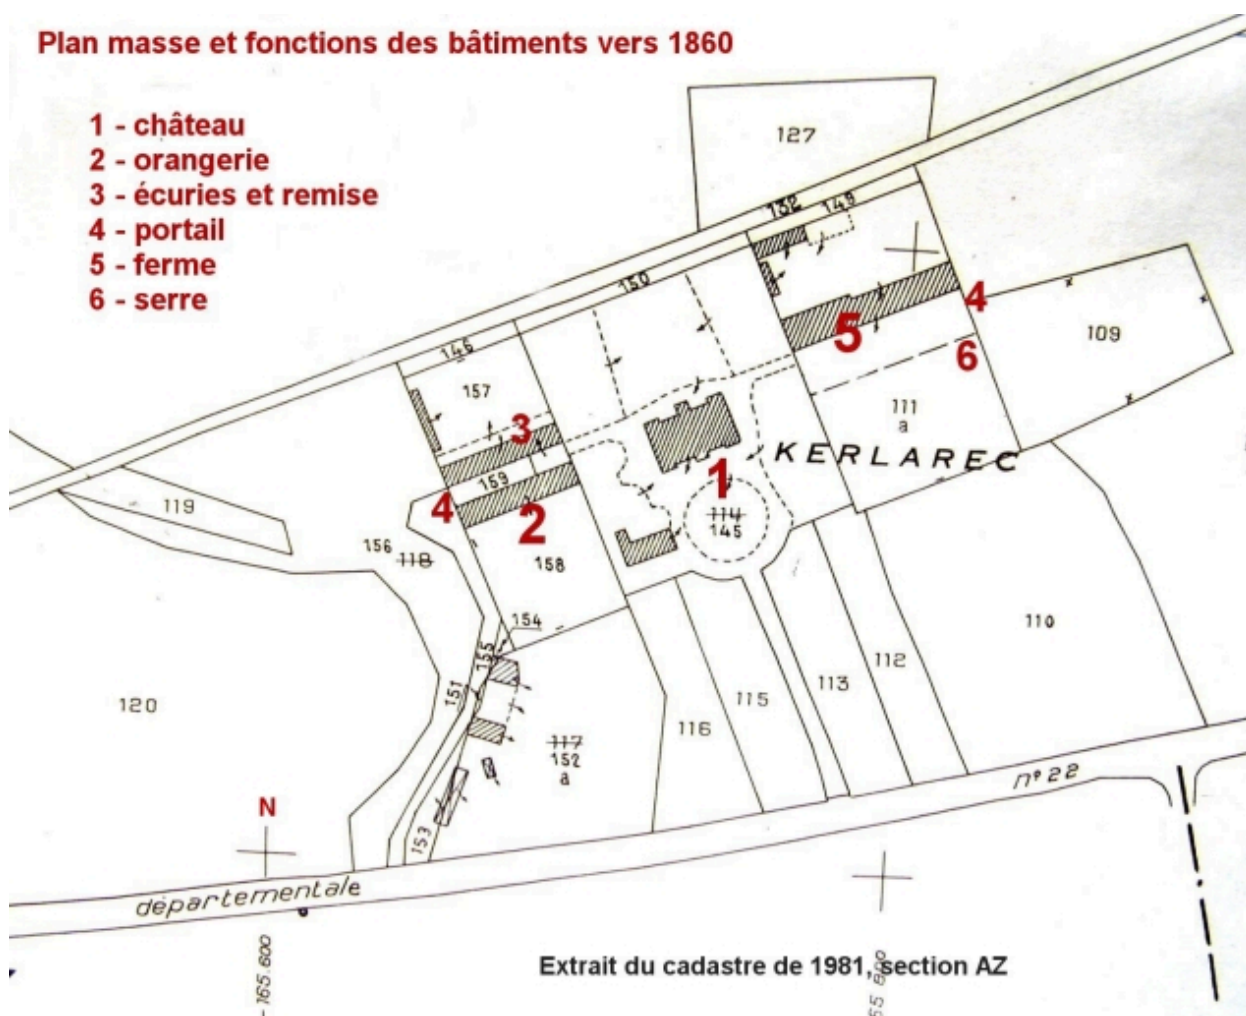 Plan masse et fonctions des bâtiments vers 1860
1 - château
2 - orangerie
3 - écuries et remise
4 - portail
5 - ferme
6 - serre
127
132
149
150
146
157
3
159
4
2
158
5
4
6
109
111
a
KERLAREC
1
114
145
119
156 118
154
155
151
120
117
152
a
153
116
115
113
112
110
N
n° 22
départementale
165.600
Extrait du cadastre de 1981, section AZ